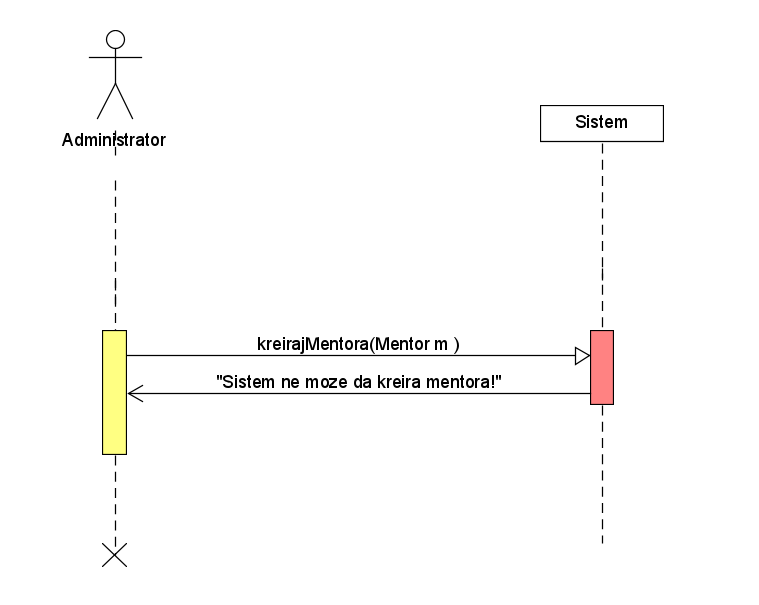 Administrator
Sistem
kreirajMentora(Mentor m )
"Sistem ne moze da kreira mentora!"